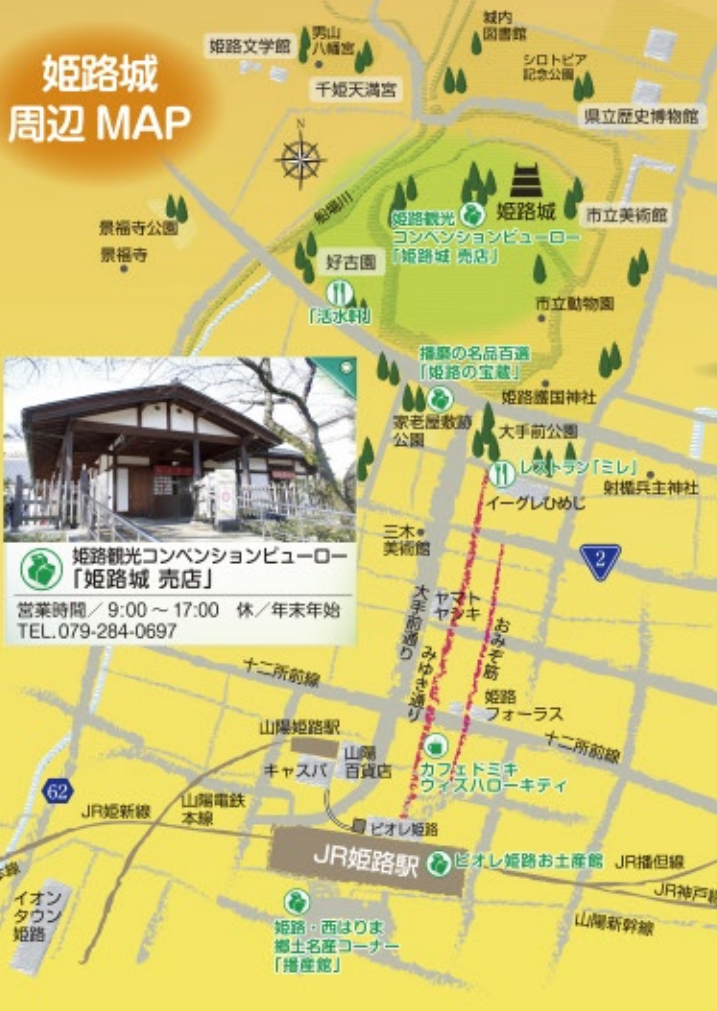 姫路城
周辺 MAP
姫路文学館
男山
八幡宮
千姫天満宮
城内
図書館
シロトピア
記念公園
県立歴史博物館
N
船場川
景福寺公園
景福寺
姫路観光
コンベンションビューロー
「姫路城 売店」
姫路城
市立美術館
好古園
「活水軒」
市立動物園
播磨の名品百選
「姫路の宝蔵」
姫路護国神社
家老屋敷跡
公園
大手前公園
レストラン「ミレ」
射楯兵主神社
イーグレひめじ
三木
美術館
2
姫路観光コンベンションビューロー
「姫路城 売店」
営業時間／9:00～17:00 休／年末年始
TEL.079-284-0697
大手前通り
ヤマト
ヤシキ
みゆき通り
おみぞ筋
十二所前線
姫路
フォーラス
十二所前線
山陽姫路駅
山陽
百貨店
キャスパ
カフェドミキ
ウィズハローキティ
62
JR姫新線
山陽電鉄
本線
ピオレ姫路
JR姫路駅
ピオレ姫路お土産館
JR播但線
JR神戸線
山陽新幹線
本線
イオン
タウン
姫路
姫路・西はりま
郷土名産コーナー
「播産館」